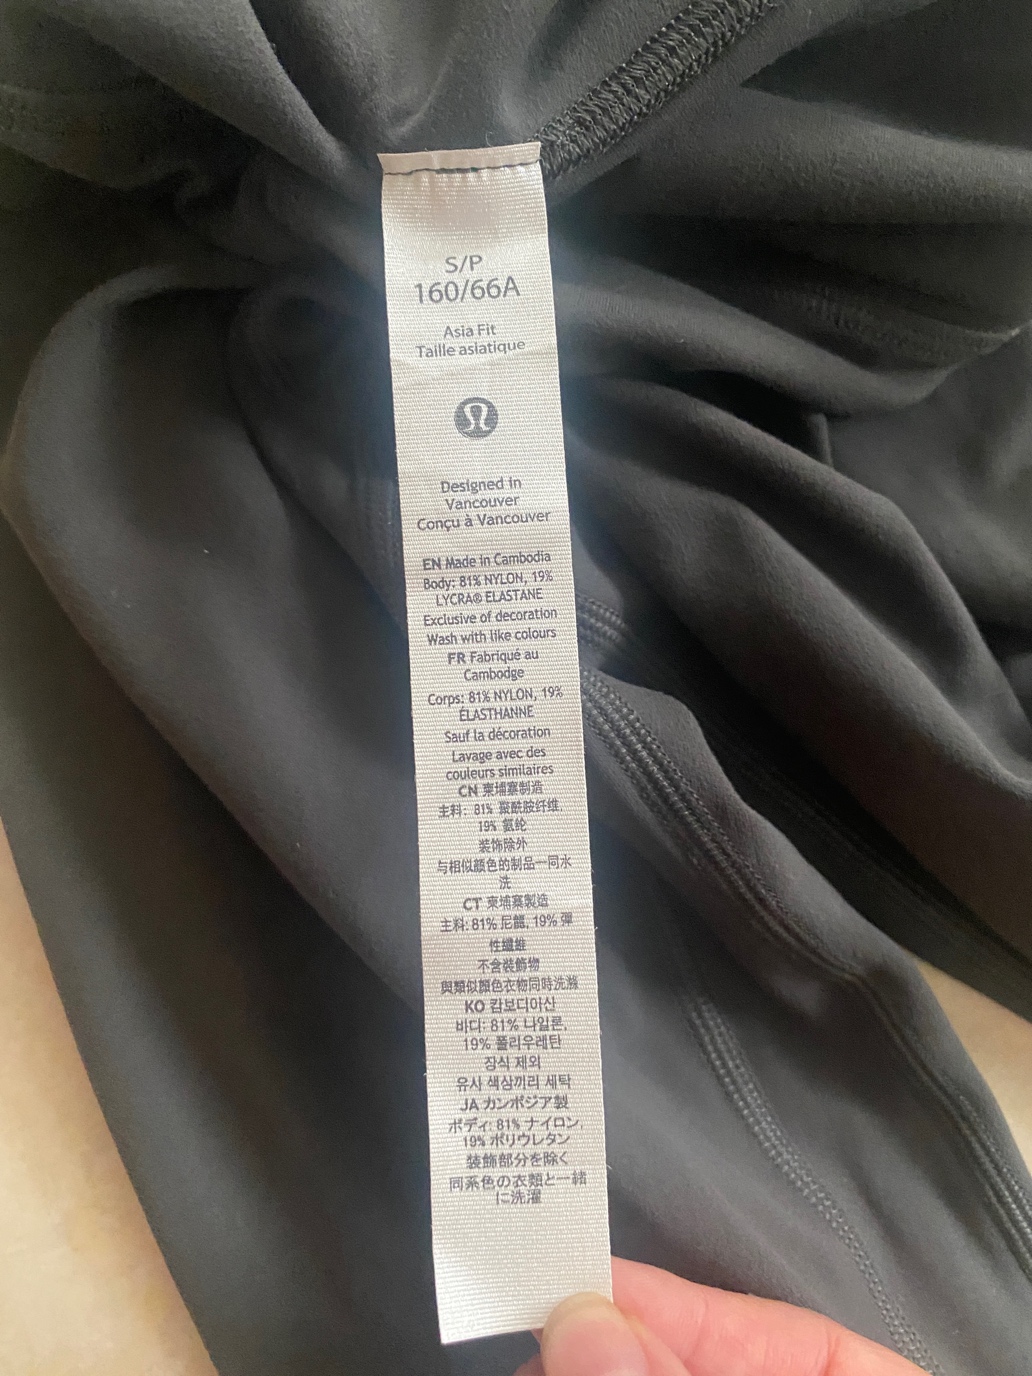 S/P
160/66A
Asia Fit
Taille asiatique
Designed in
Vancouver
Conçu à Vancouver
EN Made in Cambodia
Body: 81% NYLON, 19%
LYCRA® ELASTANE
Exclusive of decoration
Wash with like colours
FR Fabriqué au
Cambodge
Corps: 81% NYLON, 19%
ÉLASTHANNE
Sauf la décoration
Lavage avec des
couleurs similaires
CN 柬埔寨制造
主料: 81% 聚酰胺纤维,
19% 氨纶
装饰除外
与相似颜色的制品一同水
洗
CT 柬埔寨製造
主料: 81% 尼龍, 19% 彈
性纖維
不含裝飾物
與類似顏色衣物同時洗滌
KO 캄보디아산
바디: 81% 나일론,
19% 폴리우레탄
장식 제외
유사 색상끼리 세탁
JA カンボジア製
ボディ: 81% ナイロン,
19% ポリウレタン
装飾部分を除く
同系色の衣類と一緒
に洗濯